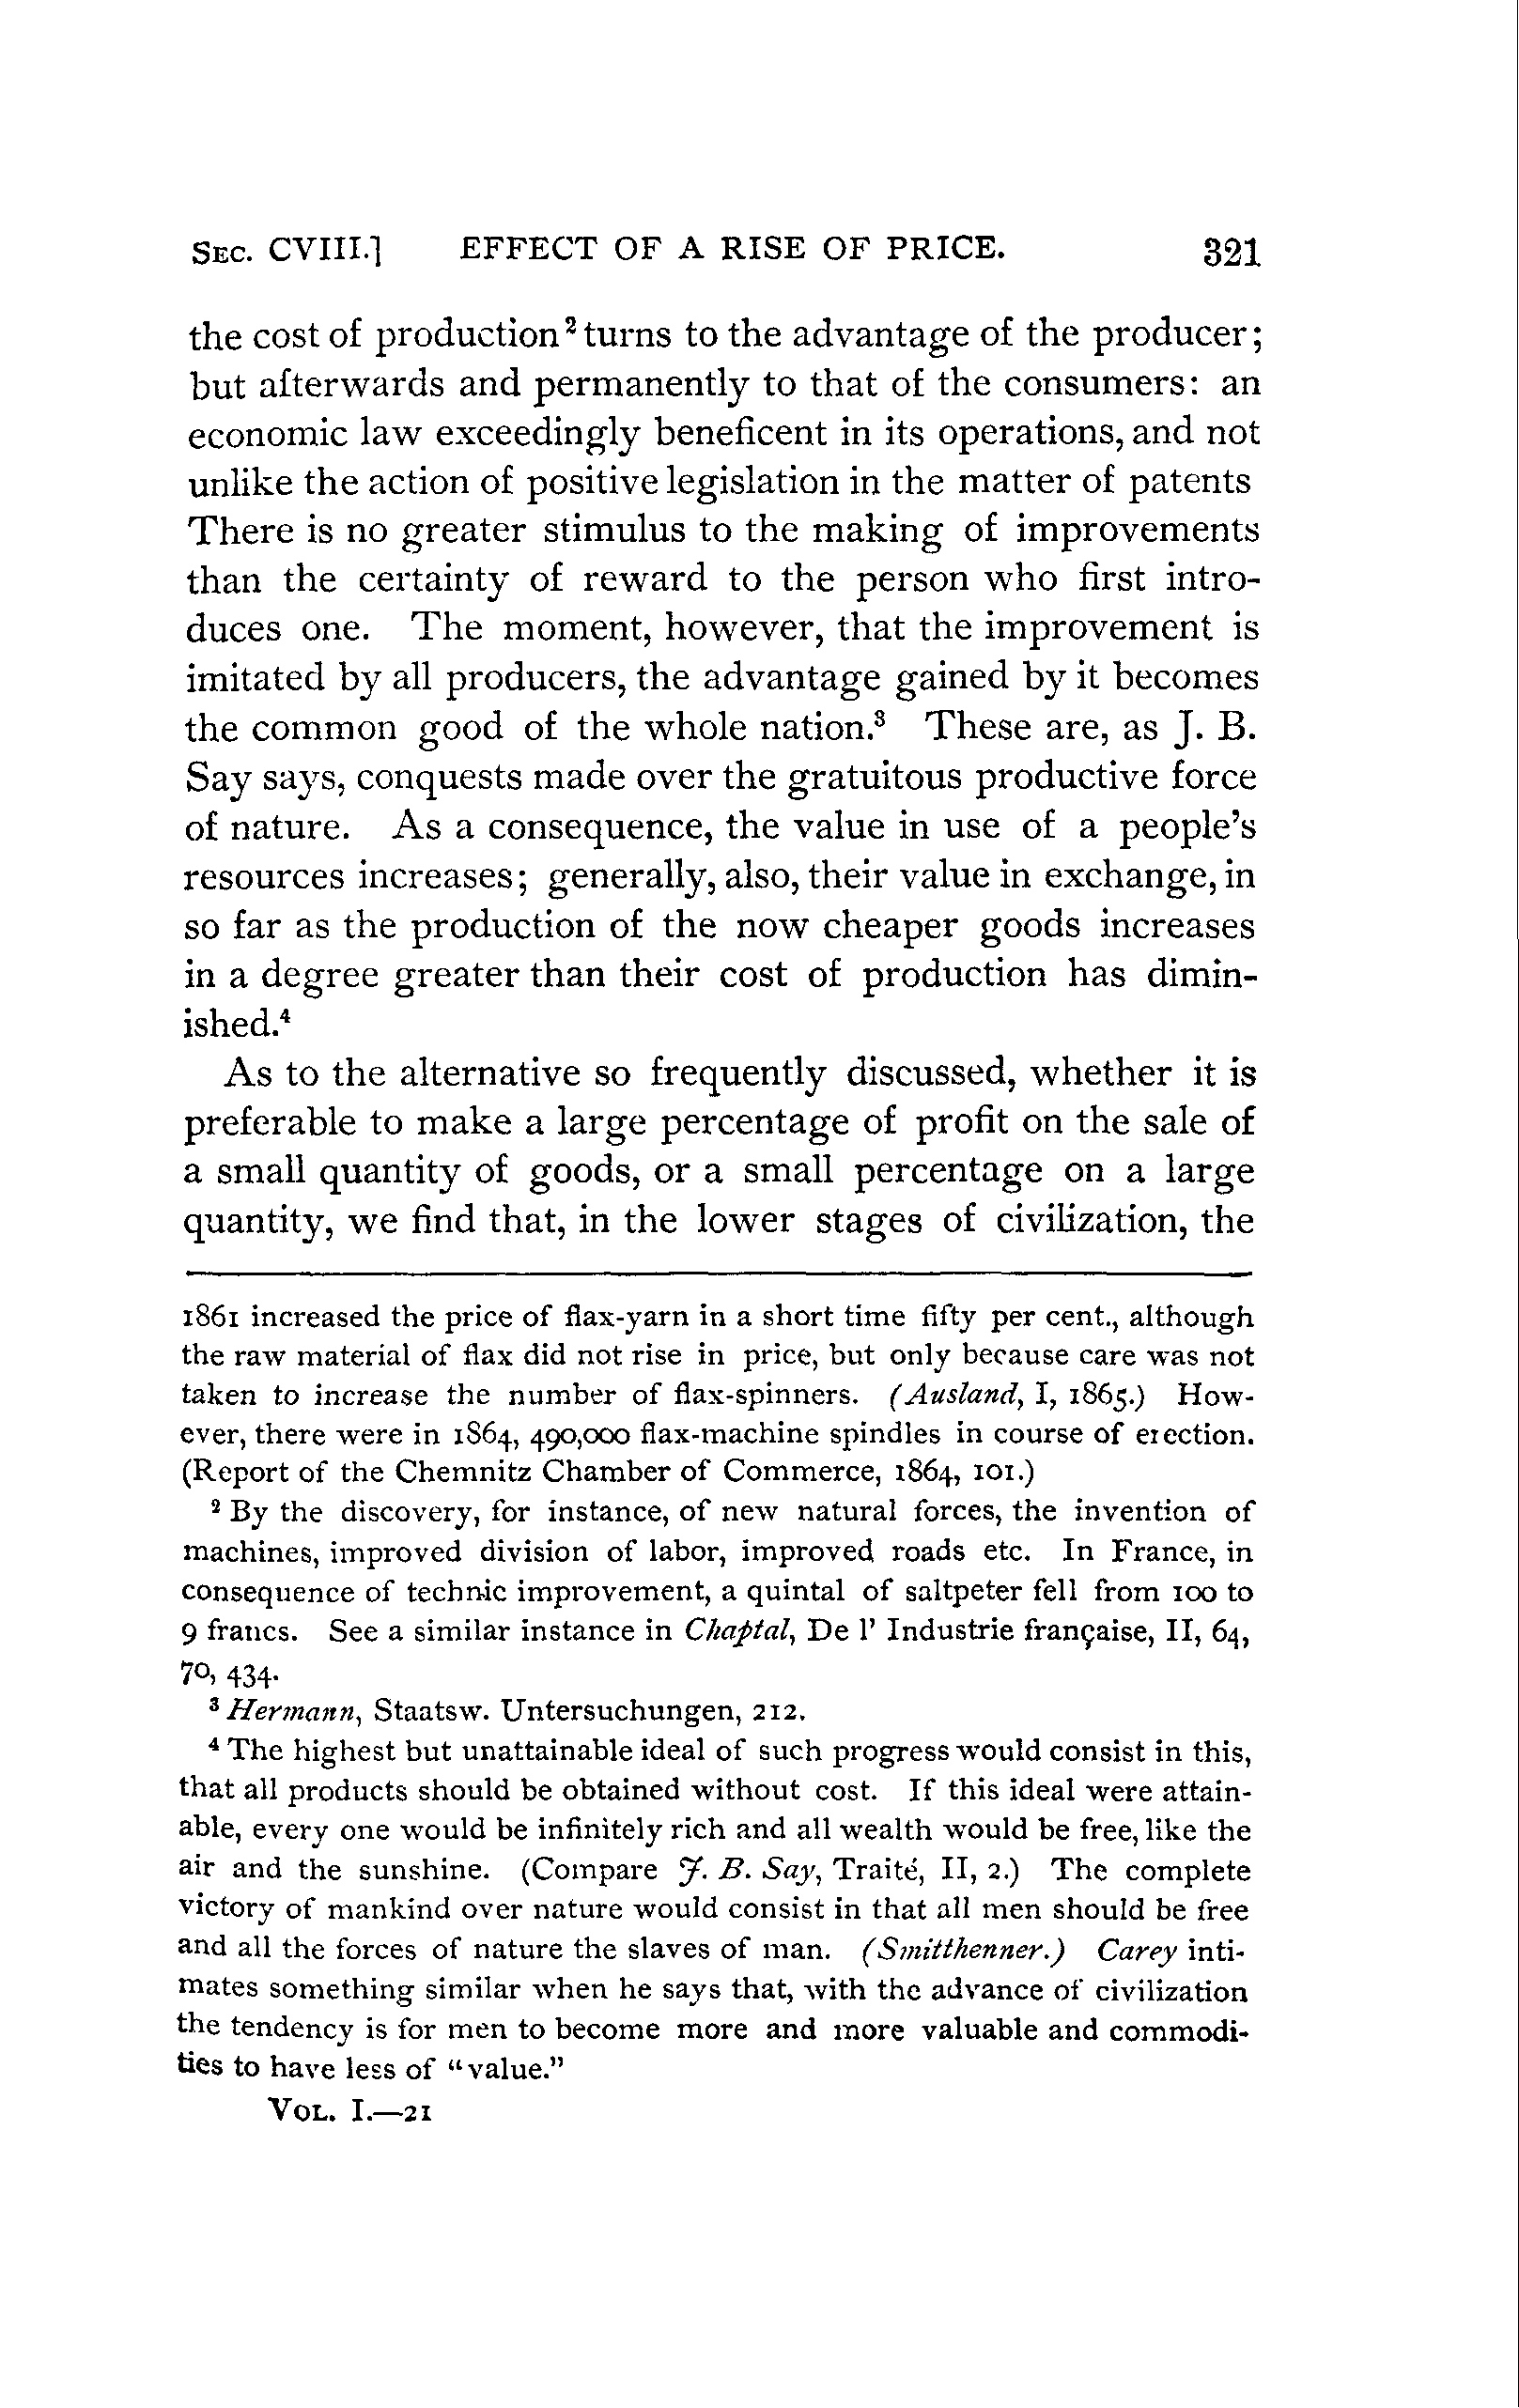 SEC. CVIII.] EFFECT OF A RISE OF PRICE. 321
the cost of production² turns to the advantage of the producer;
but afterwards and permanently to that of the consumers: an
economic law exceedingly beneficent in its operations, and not
unlike the action of positive legislation in the matter of patents
There is no greater stimulus to the making of improvements
than the certainty of reward to the person who first intro-
duces one. The moment, however, that the improvement is
imitated by all producers, the advantage gained by it becomes
the common good of the whole nation.³ These are, as J. B.
Say says, conquests made over the gratuitous productive force
of nature. As a consequence, the value in use of a people's
resources increases; generally, also, their value in exchange, in
so far as the production of the now cheaper goods increases
in a degree greater than their cost of production has dimin-
ished.⁴
As to the alternative so frequently discussed, whether it is
preferable to make a large percentage of profit on the sale of
a small quantity of goods, or a small percentage on a large
quantity, we find that, in the lower stages of civilization, the
1861 increased the price of flax-yarn in a short time fifty per cent., although
the raw material of flax did not rise in price, but only because care was not
taken to increase the number of flax-spinners. (Ausland, I, 1865.) How-
ever, there were in 1864, 490,000 flax-machine spindles in course of erection.
(Report of the Chemnitz Chamber of Commerce, 1864, 101.)
² By the discovery, for instance, of new natural forces, the invention of
machines, improved division of labor, improved roads etc. In France, in
consequence of technic improvement, a quintal of saltpeter fell from 100 to
9 francs. See a similar instance in Chaptal, De l' Industrie française, II, 64,
70, 434.
³ Hermann, Staatsw. Untersuchungen, 212.
⁴ The highest but unattainable ideal of such progress would consist in this,
that all products should be obtained without cost. If this ideal were attain-
able, every one would be infinitely rich and all wealth would be free, like the
air and the sunshine. (Compare J. B. Say, Traité, II, 2.) The complete
victory of mankind over nature would consist in that all men should be free
and all the forces of nature the slaves of man. (Smitthenner.) Carey inti-
mates something similar when he says that, with the advance of civilization
the tendency is for men to become more and more valuable and commodi-
ties to have less of "value."
VOL. I.—21